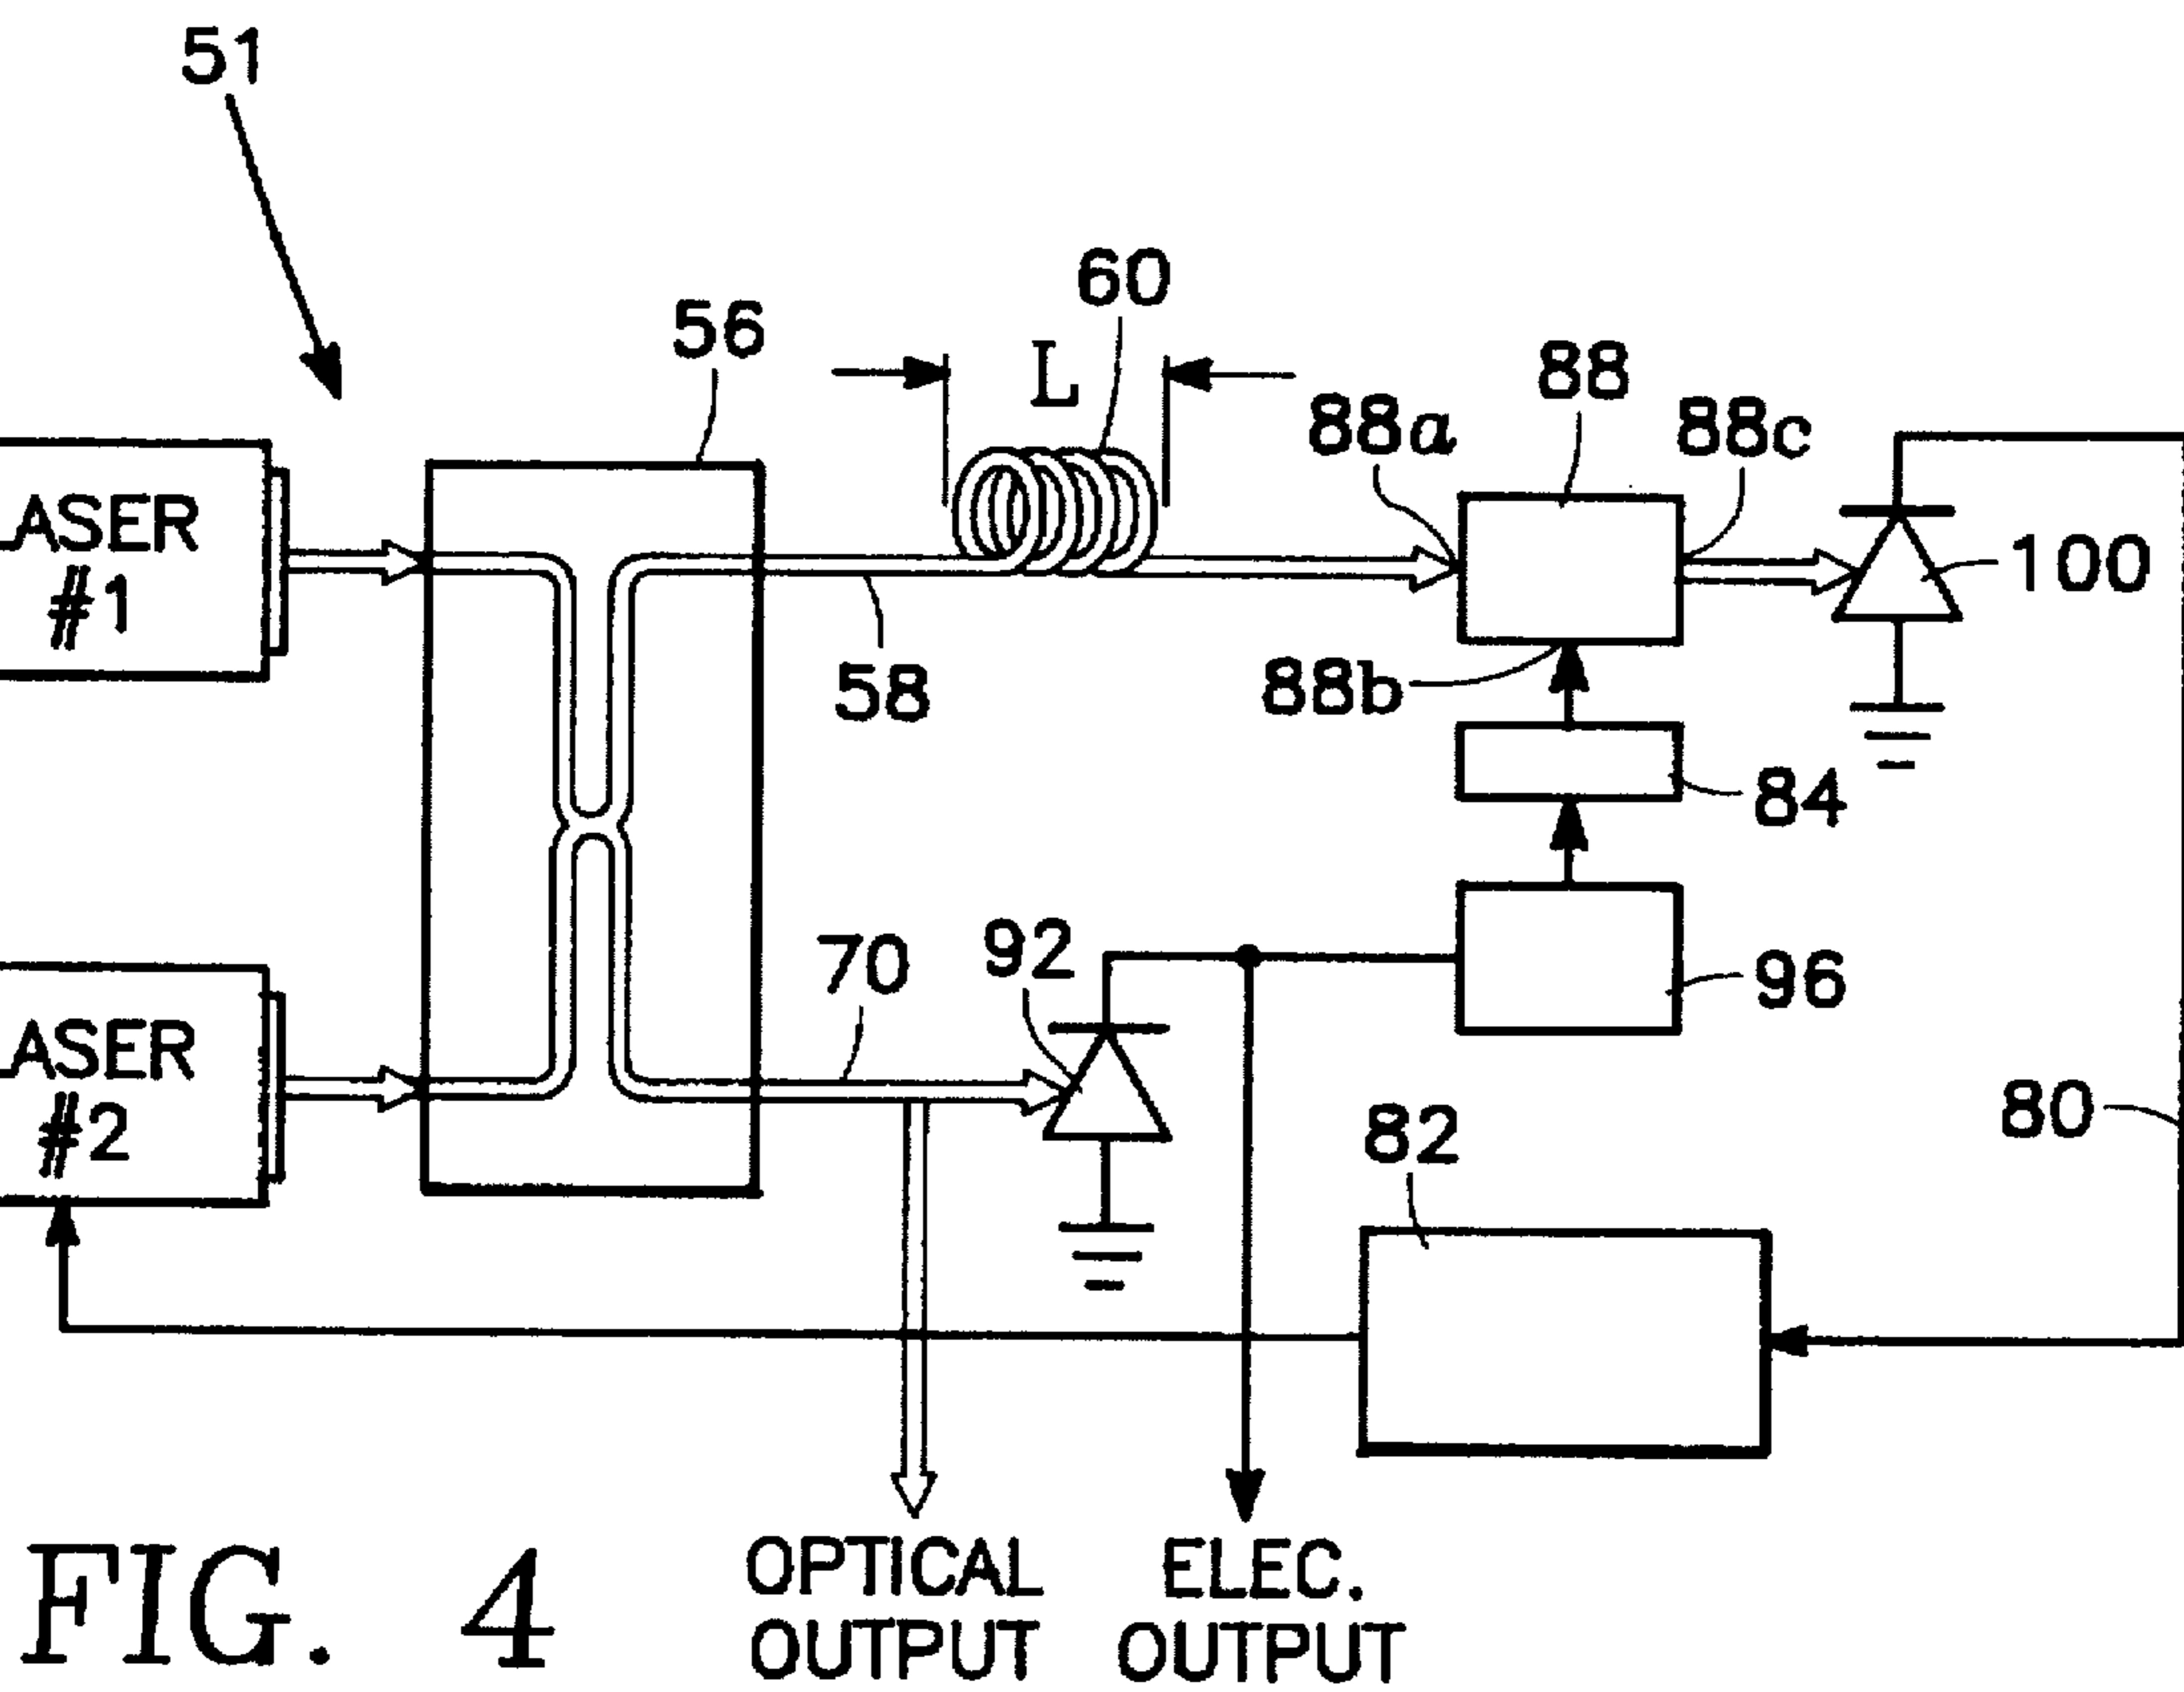 51
60
56
L
88
88a
88c
LASER
#1
100
58
88b
84
70
92
96
LASER
#2
80
82
OPTICAL
OUTPUT
ELEC.
OUTPUT
FIG. 4